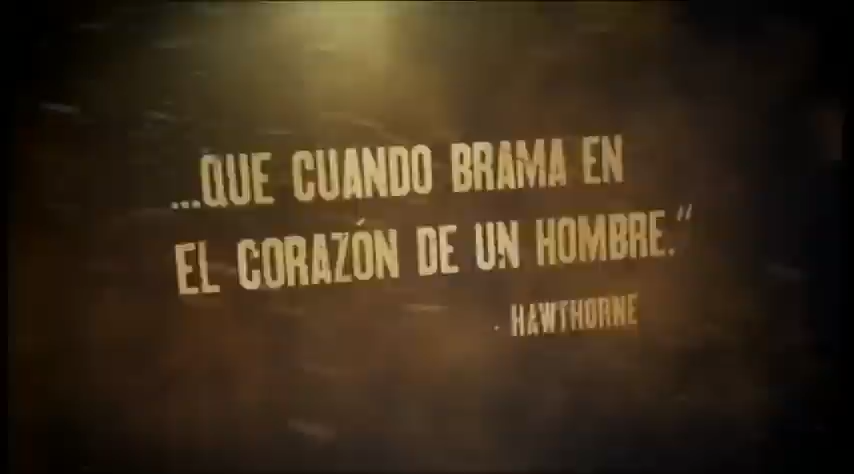 ...QUE CUANDO BRAMA EN
EL CORAZÓN DE UN HOMBRE."
- HAWTHORNE